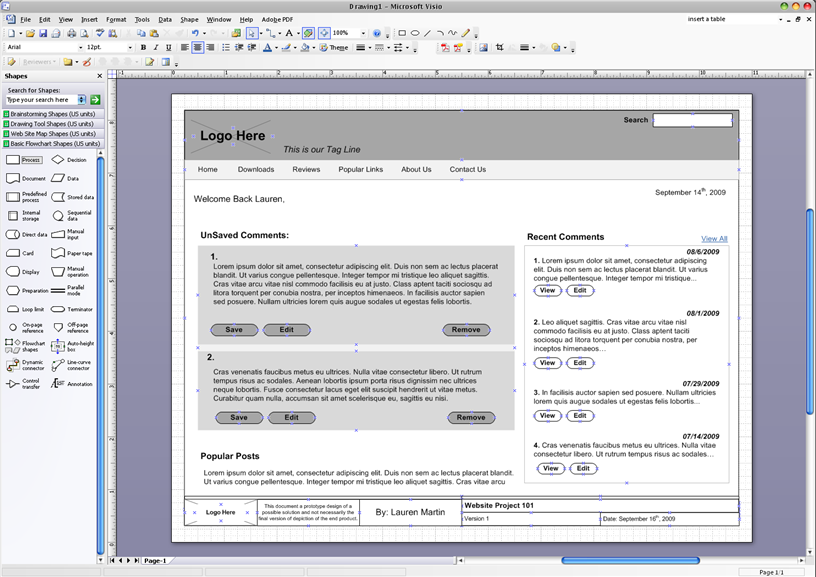 Drawing1 - Microsoft Visio
File Edit View Insert Format Tools Data Shape Window Help Adobe PDF
insert a table
100%
Arial 12pt. B I U Theme
Reviewers
Shapes
Search for Shapes:
Type your search here
Brainstorming Shapes (US units)
Drawing Tool Shapes (US units)
Web Site Map Shapes (US units)
Basic Flowchart Shapes (US units)
Process Decision
Document Data
Predefined process Stored data
Internal storage Sequential data
Direct data Manual input
Card Paper tape
Display Manual operation
Preparation Parallel mode
Loop limit Terminator
On-page reference Off-page reference
Flowchart shapes Auto-height box
Dynamic connector Line-curve connector
Control transfer Annotation
Logo Here
This is our Tag Line
Search
Home Downloads Reviews Popular Links About Us Contact Us
September 14th, 2009
Welcome Back Lauren,
UnSaved Comments:
1.
Lorem ipsum dolor sit amet, consectetur adipiscing elit. Duis non sem ac lectus placerat
blandit. Ut varius congue pellentesque. Integer tempor mi tristique leo aliquet sagittis.
Cras vitae arcu vitae nisl commodo facilisis eu at justo. Class aptent taciti sociosqu ad
litora torquent per conubia nostra, per inceptos himenaeos. In facilisis auctor sapien
sed posuere. Nullam ultricies lorem quis augue sodales ut egestas felis lobortis.
Save Edit Remove
2.
Cras venenatis faucibus metus eu ultrices. Nulla vitae consectetur libero. Ut rutrum
tempus risus ac sodales. Aenean lobortis ipsum porta risus dignissim nec ultrices
neque lobortis. Fusce consectetur lacus eget elit suscipit hendrerit ut vitae metus.
Curabitur quam nulla, accumsan sit amet scelerisque eu, sagittis eu nisi.
Save Edit Remove
Popular Posts
Lorem ipsum dolor sit amet, consectetur adipiscing elit. Duis non sem ac lectus placerat blandit.
Ut varius congue pellentesque. Integer tempor mi tristique leo aliquet sagittis. Cras vitae arcu
Recent Comments View All
08/6/2009
1. Lorem ipsum dolor sit amet, consectetur adipiscing
elit. Duis non sem ac lectus placerat blandit. Ut varius
congue pellentesque. Integer tempor mi tristique...
View Edit
08/1/2009
2. Leo aliquet sagittis. Cras vitae arcu vitae nisl
commodo facilisis eu at justo. Class aptent taciti
sociosqu ad litora torquent per conubia nostra, per
inceptos himenaeos...
View Edit
07/29/2009
3. In facilisis auctor sapien sed posuere. Nullam ultricies
lorem quis augue sodales ut egestas felis lobortis...
View Edit
07/14/2009
4. Cras venenatis faucibus metus eu ultrices. Nulla vitae
consectetur libero. Ut rutrum tempus risus ac sodales...
View Edit
Logo Here
This document a prototype design of a
possible solution and not necessarily the
final version of depiction of the end product.
By: Lauren Martin
Website Project 101
Version 1 Date: September 16th, 2009
Page-1
Page 1/1